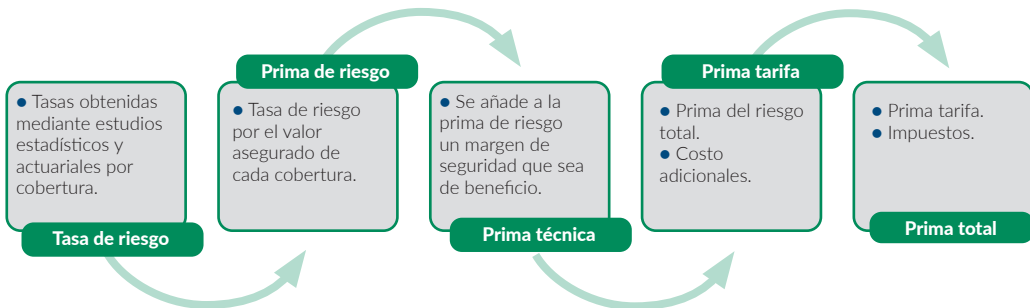 ● Tasas obtenidas
mediante estudios
estadísticos y
actuariales por
cobertura.
Tasa de riesgo
Prima de riesgo
● Tasa de riesgo
por el valor
asegurado de
cada cobertura.
● Se añade a la
prima de riesgo
un margen de
seguridad que sea
de beneficio.
Prima técnica
Prima tarifa
● Prima del riesgo
total.
● Costo
adicionales.
● Prima tarifa.
● Impuestos.
Prima total